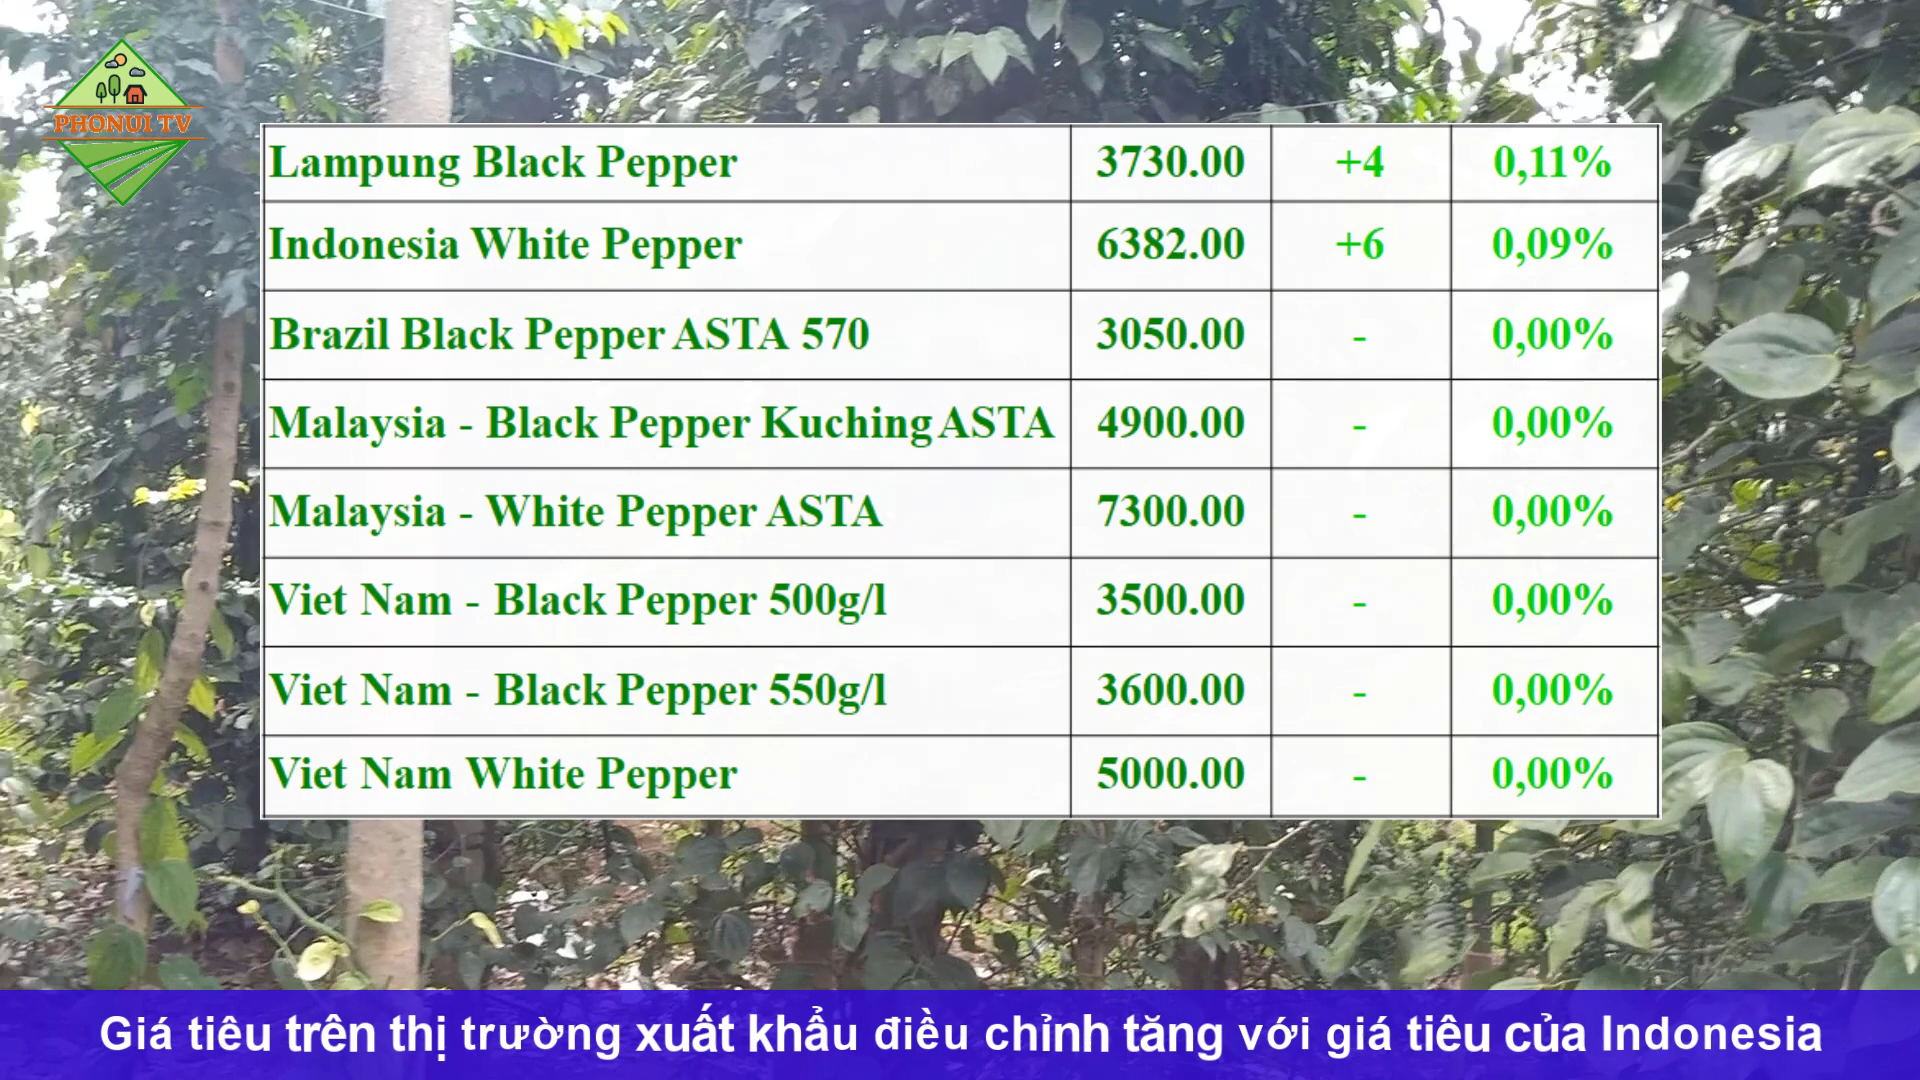 PHONUI TV
Lampung Black Pepper 3730.00 +4 0,11%
Indonesia White Pepper 6382.00 +6 0,09%
Brazil Black Pepper ASTA 570 3050.00 - 0,00%
Malaysia - Black Pepper Kuching ASTA 4900.00 - 0,00%
Malaysia - White Pepper ASTA 7300.00 - 0,00%
Viet Nam - Black Pepper 500g/l 3500.00 - 0,00%
Viet Nam - Black Pepper 550g/l 3600.00 - 0,00%
Viet Nam White Pepper 5000.00 - 0,00%
Giá tiêu trên thị trường xuất khẩu điều chỉnh tăng với giá tiêu của Indonesia